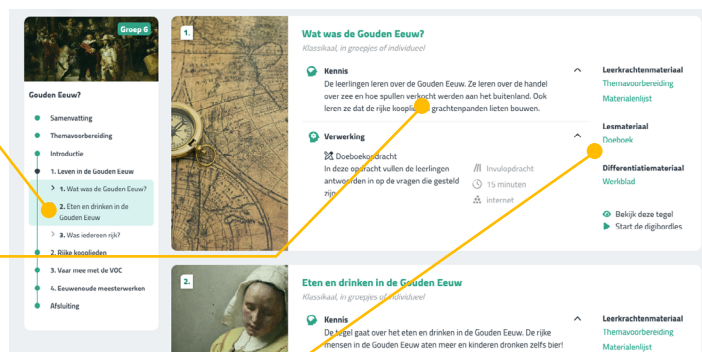 Groep 6
Gouden Eeuw?
Samenvatting
Themavoorbereiding
Introductie
1. Leven in de Gouden Eeuw
1. Wat was de Gouden Eeuw?
2. Eten en drinken in de
Gouden Eeuw
3. Was iedereen rijk?
2. Rijke kooplieden
3. Vaar mee met de VOC
4. Eeuwenoude meesterwerken
Afsluiting
1.
Wat was de Gouden Eeuw?
Klassikaal, in groepjes of individueel
Kennis
De leerlingen leren over de Gouden Eeuw. Ze leren over de handel
over zee en hoe spullen verkocht werden aan het buitenland. Ook
leren ze dat de rijke grachtenpanden lieten bouwen.
Verwerking
Doeboekopdracht
In deze opdracht vullen de leerlingen
antwoorden in op de vragen die gesteld
zijn.
Invulopdracht
15 minuten
internet
Leerkrachtenmateriaal
Themavoorbereiding
Materialenlijst
Lesmateriaal
Doeboek
Differentiatiemateriaal
Werkblad
Bekijk deze tegel
Start de digibordles
2.
Eten en drinken in de Gouden Eeuw
Klassikaal, in groepjes of individueel
Kennis
De tegel gaat over het eten en drinken in de Gouden Eeuw. De rijke
mensen in de Gouden Eeuw aten meer en kinderen dronken zelfs bier!
Leerkrachtenmateriaal
Themavoorbereiding
Materialenlijst